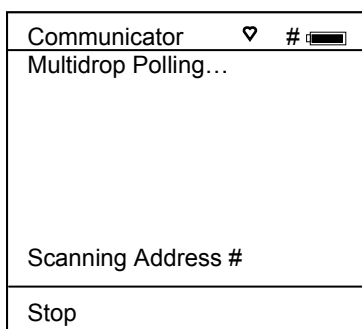 Communicator ♡ #
Multidrop Polling…
Scanning Address #
Stop